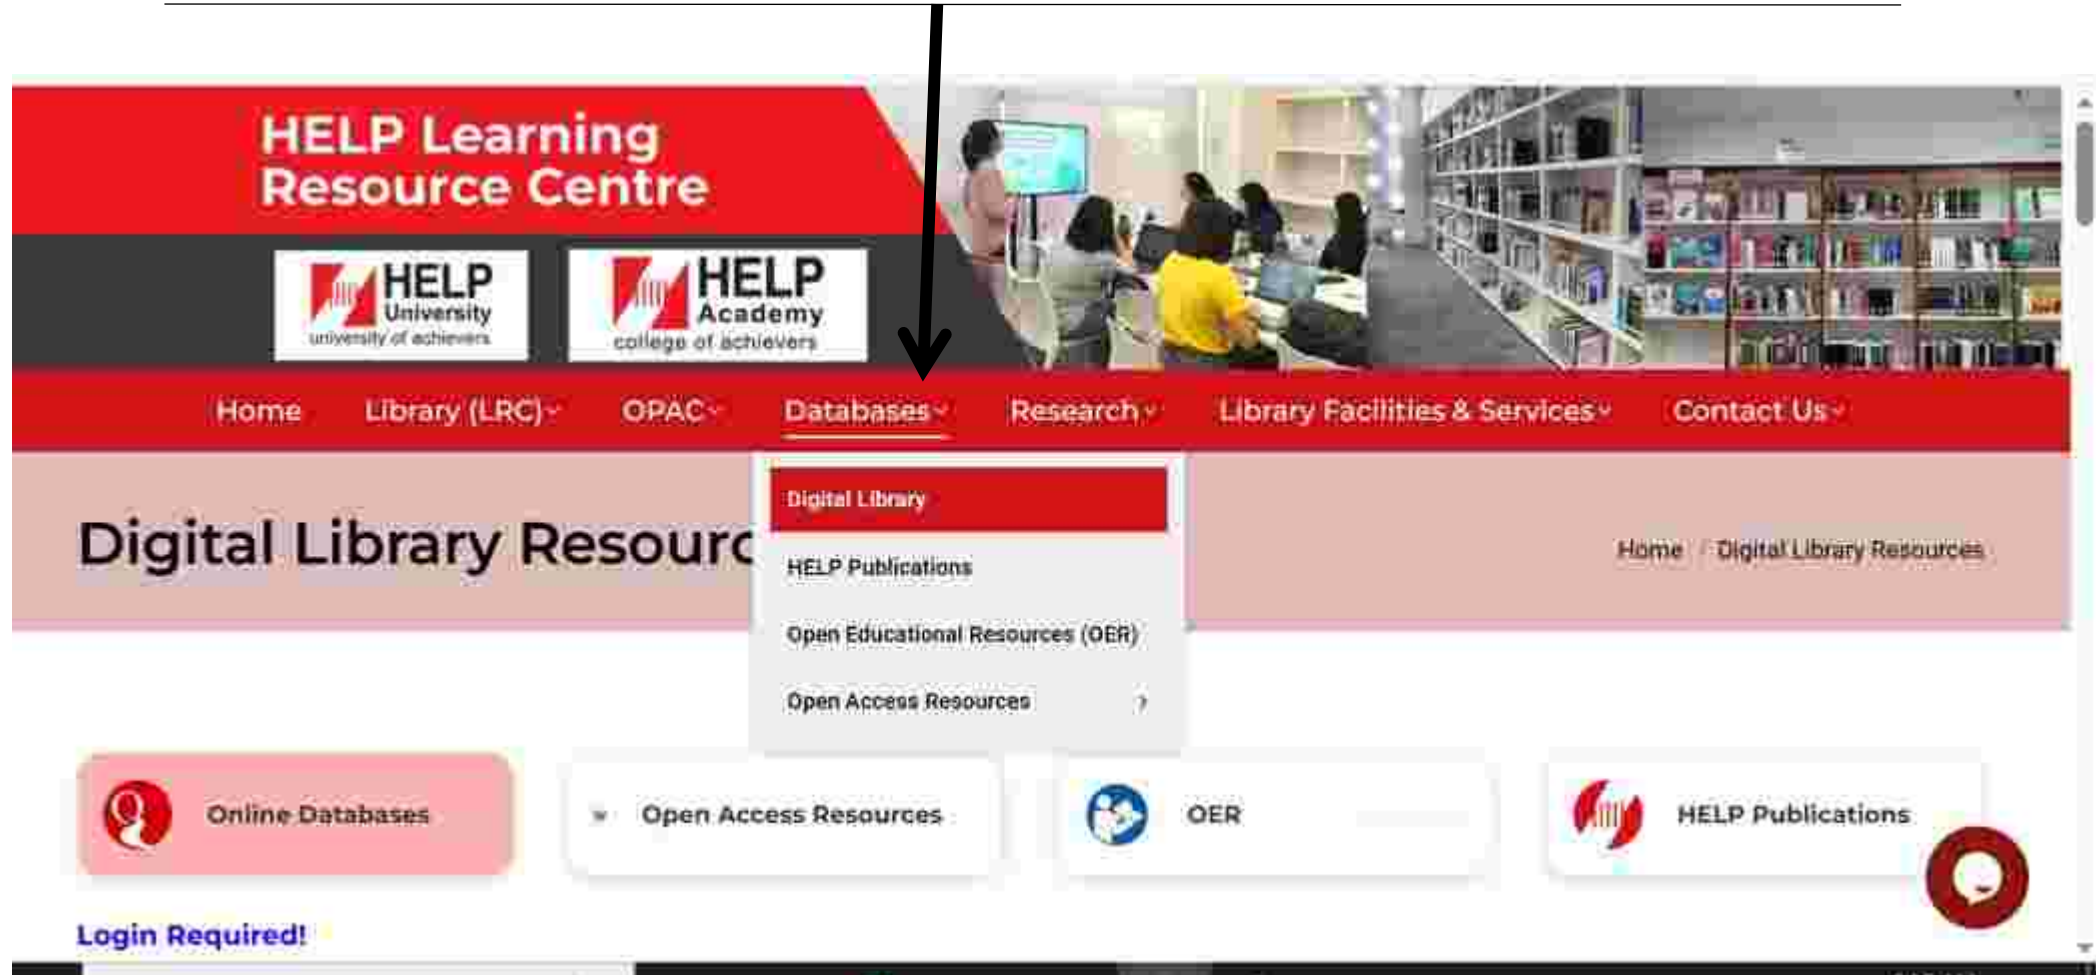 HELP Learning
Resource Centre
HELP
University
university of achievers
HELP
Academy
college of achievers
Home Library (LRC) OPAC Databases Research Library Facilities & Services Contact Us
Digital Library
Digital Library Resourc
Home / Digital Library Resources
HELP Publications
Open Educational Resources (OER)
Open Access Resources
Online Databases
Open Access Resources
OER
HELP Publications
Login Required!